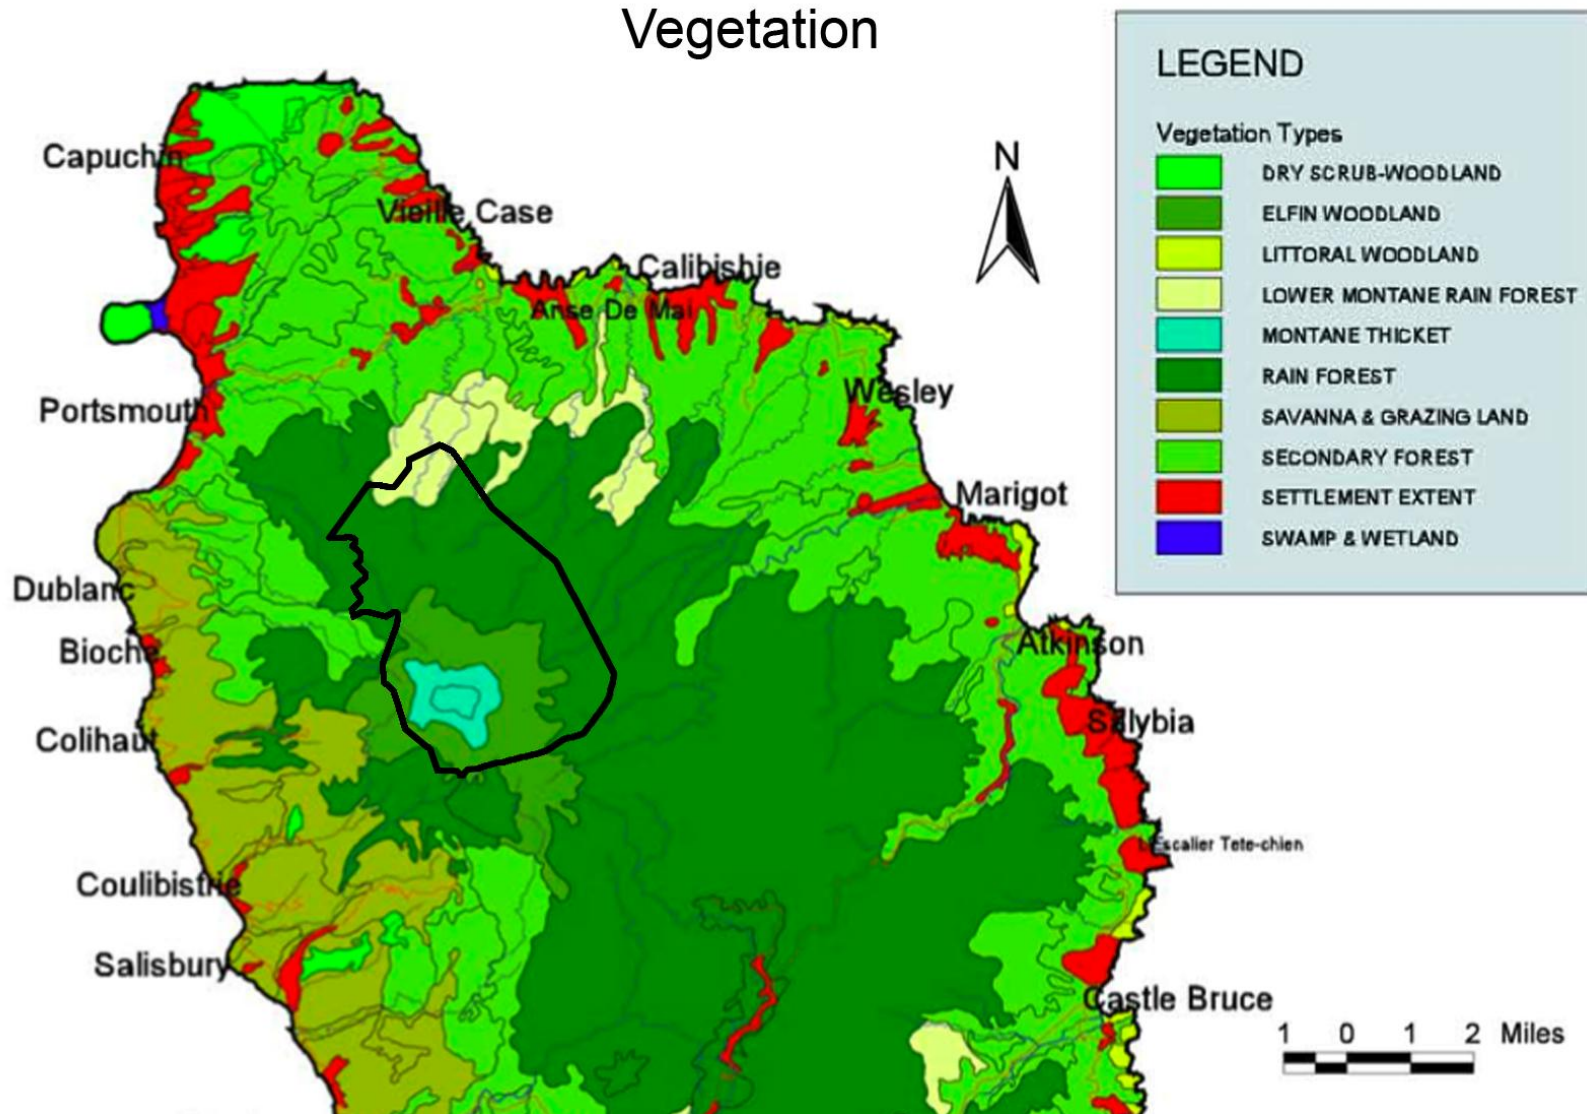 Vegetation
LEGEND
Vegetation Types
DRY SCRUB-WOODLAND
ELFIN WOODLAND
LITTORAL WOODLAND
LOWER MONTANE RAIN FOREST
MONTANE THICKET
RAIN FOREST
SAVANNA & GRAZING LAND
SECONDARY FOREST
SETTLEMENT EXTENT
SWAMP & WETLAND
N
Capuchin
Vieille Case
Calibishie
Anse De Mai
Portsmouth
Wesley
Marigot
Dublanc
Bioche
Atkinson
Salybia
Colihaut
L'Escalier Tete-chien
Coulibistrie
Salisbury
Castle Bruce
1 0 1 2 Miles